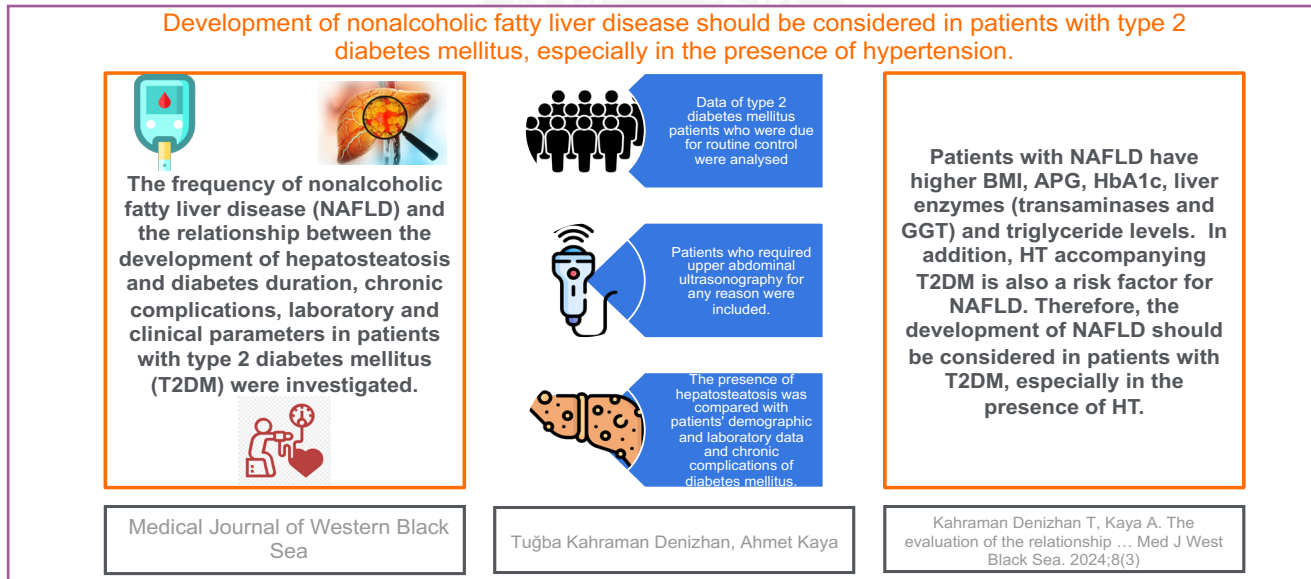 Development of nonalcoholic fatty liver disease should be considered in patients with type 2
diabetes mellitus, especially in the presence of hypertension.
The frequency of nonalcoholic
fatty liver disease (NAFLD) and
the relationship between the
development of hepatosteatosis
and diabetes duration, chronic
complications, laboratory and
clinical parameters in patients
with type 2 diabetes mellitus
(T2DM) were investigated.
Data of type 2
diabetes mellitus
patients who were due
for routine control
were analysed
Patients who required
upper abdominal
ultrasonography for
any reason were
included.
The presence of
hepatosteatosis was
compared with
patients' demographic
and laboratory data
and chronic
complications of
diabetes mellitus.
Patients with NAFLD have
higher BMI, APG, HbA1c, liver
enzymes (transaminases and
GGT) and triglyceride levels. In
addition, HT accompanying
T2DM is also a risk factor for
NAFLD. Therefore, the
development of NAFLD should
be considered in patients with
T2DM, especially in the
presence of HT.
Medical Journal of Western Black
Sea
Tuğba Kahraman Denizhan, Ahmet Kaya
Kahraman Denizhan T, Kaya A. The
evaluation of the relationship … Med J West
Black Sea. 2024;8(3)